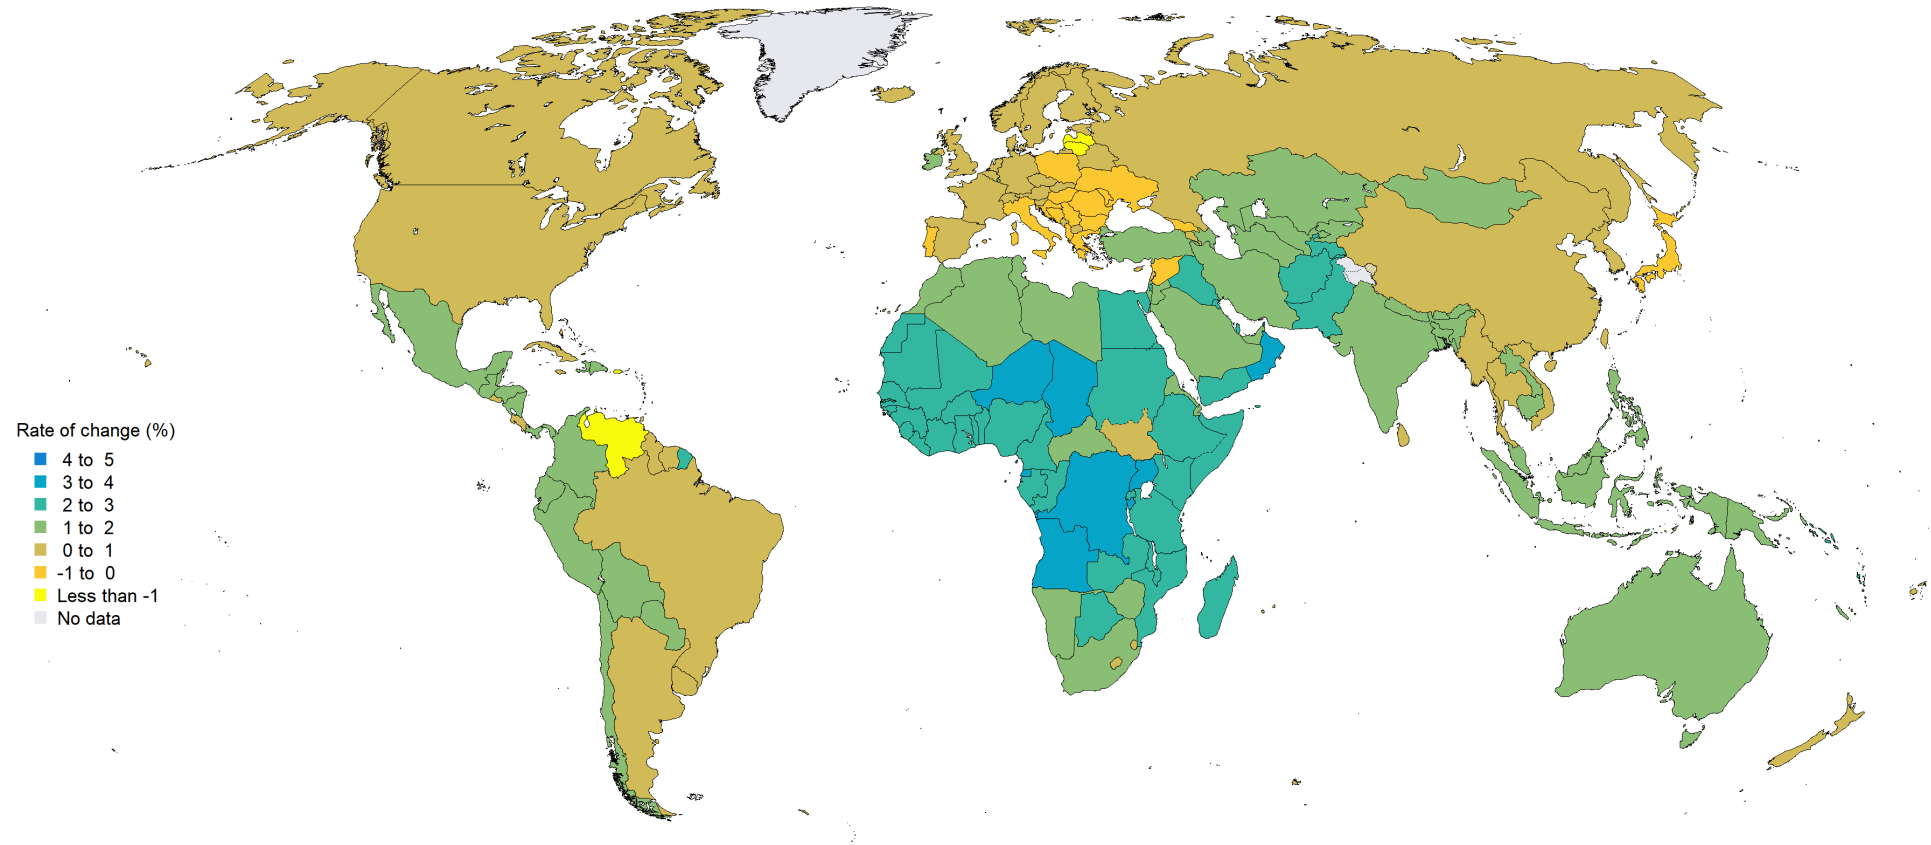 Rate of change (%)
4 to 5
3 to 4
2 to 3
1 to 2
0 to 1
-1 to 0
Less than -1
No data